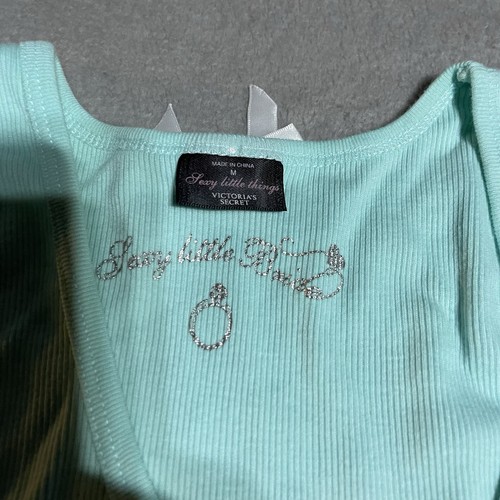 MADE IN CHINA
M
Sexy little things
VICTORIA'S
SECRET
Sexy Little Bride